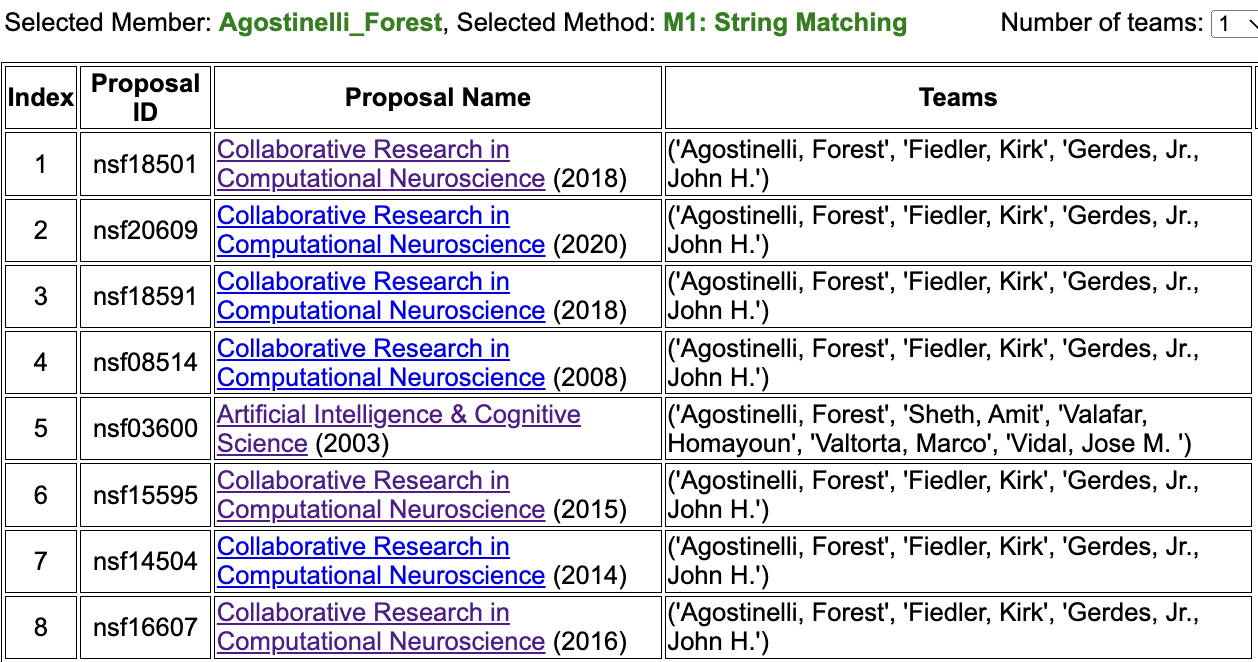 Selected Member: Agostinelli_Forest, Selected Method: M1: String Matching Number of teams: 1
Index Proposal ID Proposal Name Teams
1 nsf18501 Collaborative Research in Computational Neuroscience (2018) ('Agostinelli, Forest', 'Fiedler, Kirk', 'Gerdes, Jr., John H.')
2 nsf20609 Collaborative Research in Computational Neuroscience (2020) ('Agostinelli, Forest', 'Fiedler, Kirk', 'Gerdes, Jr., John H.')
3 nsf18591 Collaborative Research in Computational Neuroscience (2018) ('Agostinelli, Forest', 'Fiedler, Kirk', 'Gerdes, Jr., John H.')
4 nsf08514 Collaborative Research in Computational Neuroscience (2008) ('Agostinelli, Forest', 'Fiedler, Kirk', 'Gerdes, Jr., John H.')
5 nsf03600 Artificial Intelligence & Cognitive Science (2003) ('Agostinelli, Forest', 'Sheth, Amit', 'Valafar, Homayoun', 'Valtorta, Marco', 'Vidal, Jose M. ')
6 nsf15595 Collaborative Research in Computational Neuroscience (2015) ('Agostinelli, Forest', 'Fiedler, Kirk', 'Gerdes, Jr., John H.')
7 nsf14504 Collaborative Research in Computational Neuroscience (2014) ('Agostinelli, Forest', 'Fiedler, Kirk', 'Gerdes, Jr., John H.')
8 nsf16607 Collaborative Research in Computational Neuroscience (2016) ('Agostinelli, Forest', 'Fiedler, Kirk', 'Gerdes, Jr., John H.')